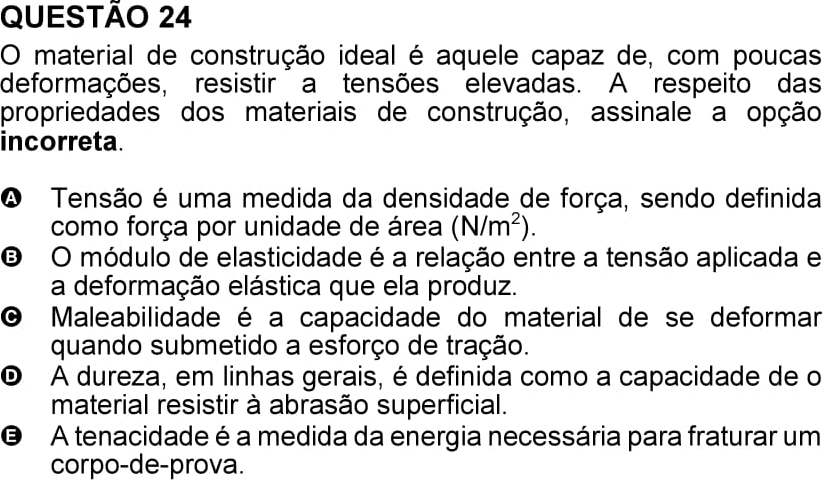 QUESTÃO 24
O material de construção ideal é aquele capaz de, com poucas
deformações, resistir a tensões elevadas. A respeito das
propriedades dos materiais de construção, assinale a opção
incorreta.
A Tensão é uma medida da densidade de força, sendo definida
como força por unidade de área (N/m²).
B O módulo de elasticidade é a relação entre a tensão aplicada e
a deformação elástica que ela produz.
C Maleabilidade é a capacidade do material de se deformar
quando submetido a esforço de tração.
D A dureza, em linhas gerais, é definida como a capacidade de o
material resistir à abrasão superficial.
E A tenacidade é a medida da energia necessária para fraturar um
corpo-de-prova.